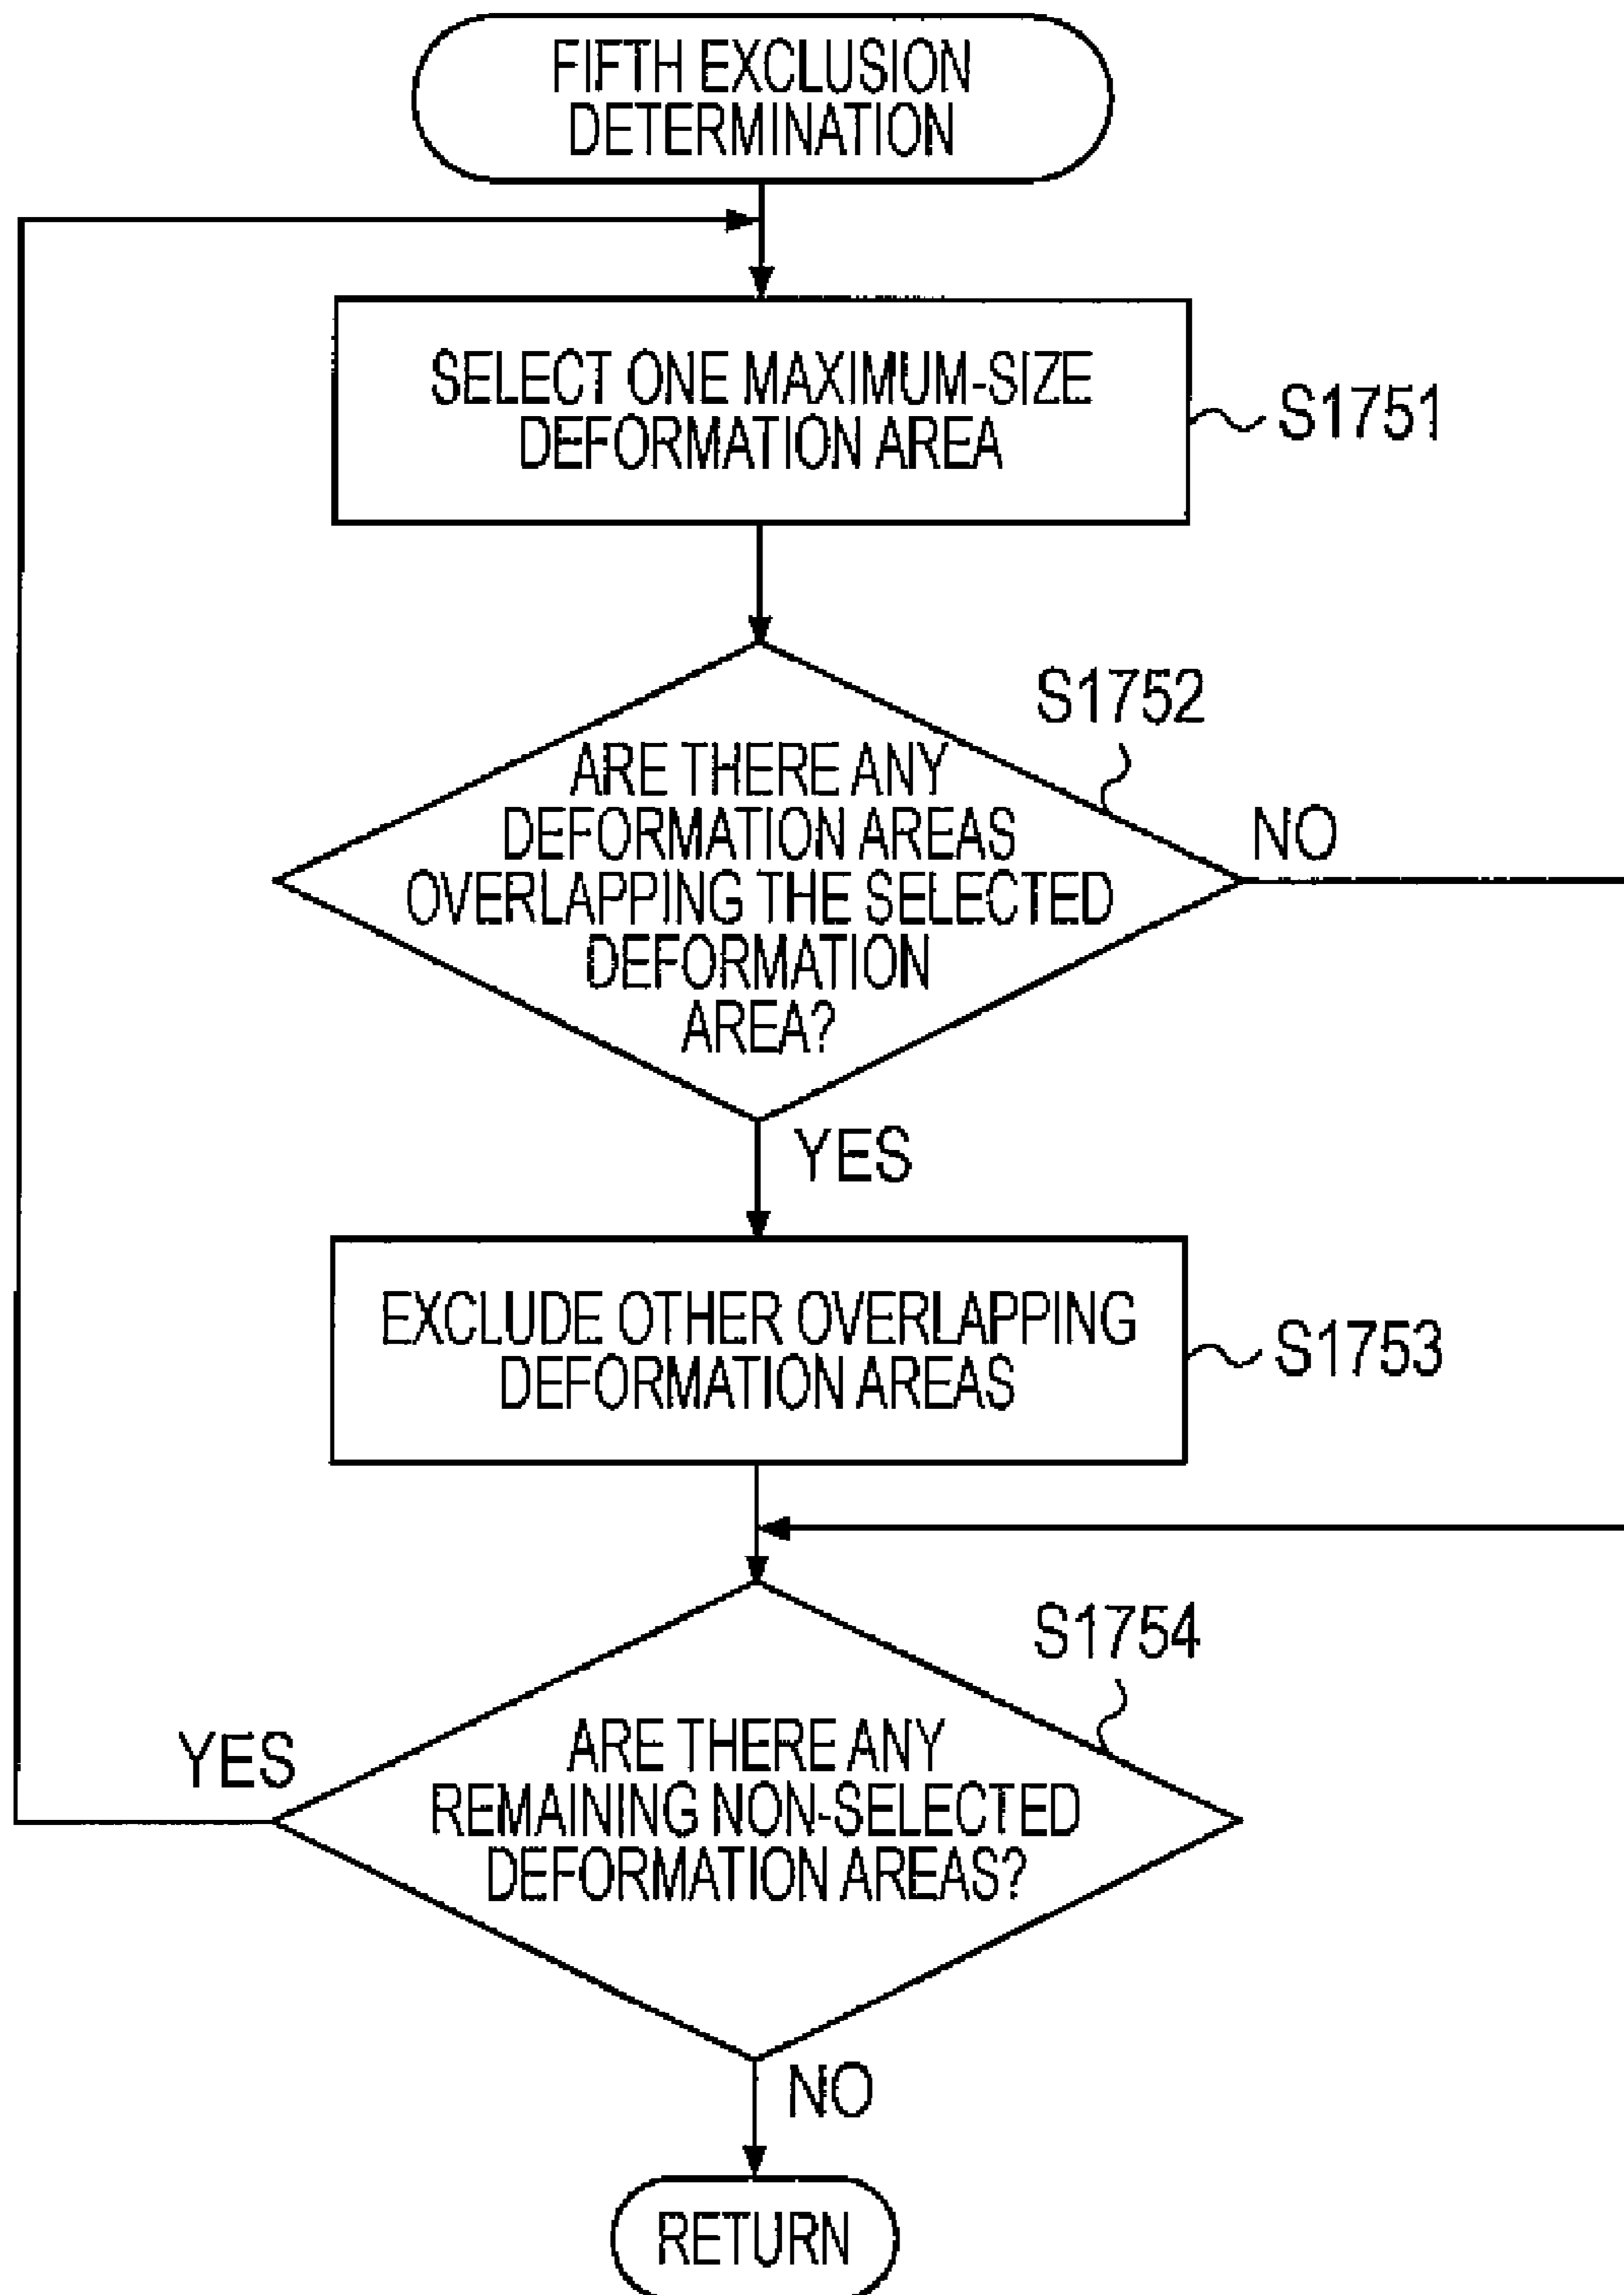 FIFTH EXCLUSION
DETERMINATION
SELECT ONE MAXIMUM-SIZE
DEFORMATION AREA
S1751
S1752
ARE THERE ANY
DEFORMATION AREAS
OVERLAPPING THE SELECTED
DEFORMATION
AREA?
NO
YES
EXCLUDE OTHER OVERLAPPING
DEFORMATION AREAS
S1753
S1754
ARE THERE ANY
REMAINING NON-SELECTED
DEFORMATION AREAS?
YES
NO
RETURN